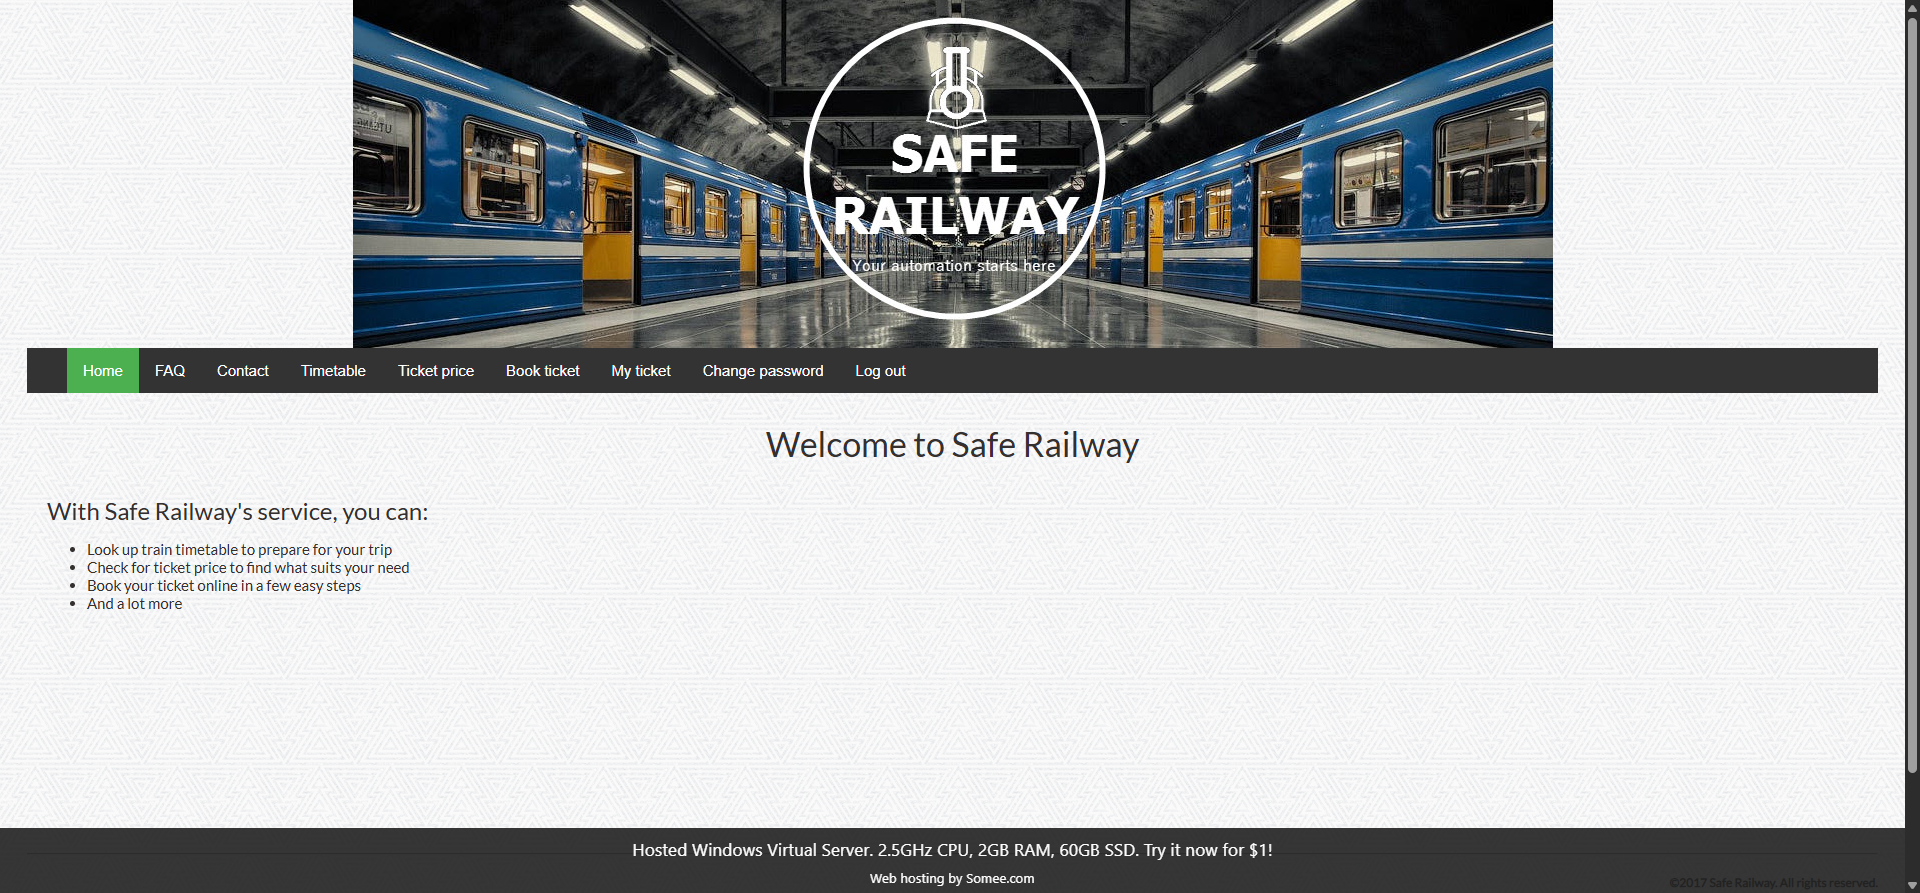 SAFE
RAILWAY
Your automation starts here
Home FAQ Contact Timetable Ticket price Book ticket My ticket Change password Log out
Welcome to Safe Railway
With Safe Railway's service, you can:
Look up train timetable to prepare for your trip
Check for ticket price to find what suits your need
Book your ticket online in a few easy steps
And a lot more
Hosted Windows Virtual Server. 2.5GHz CPU, 2GB RAM, 60GB SSD. Try it now for $1!
Web hosting by Somee.com
©2017 Safe Railway. All rights reserved.